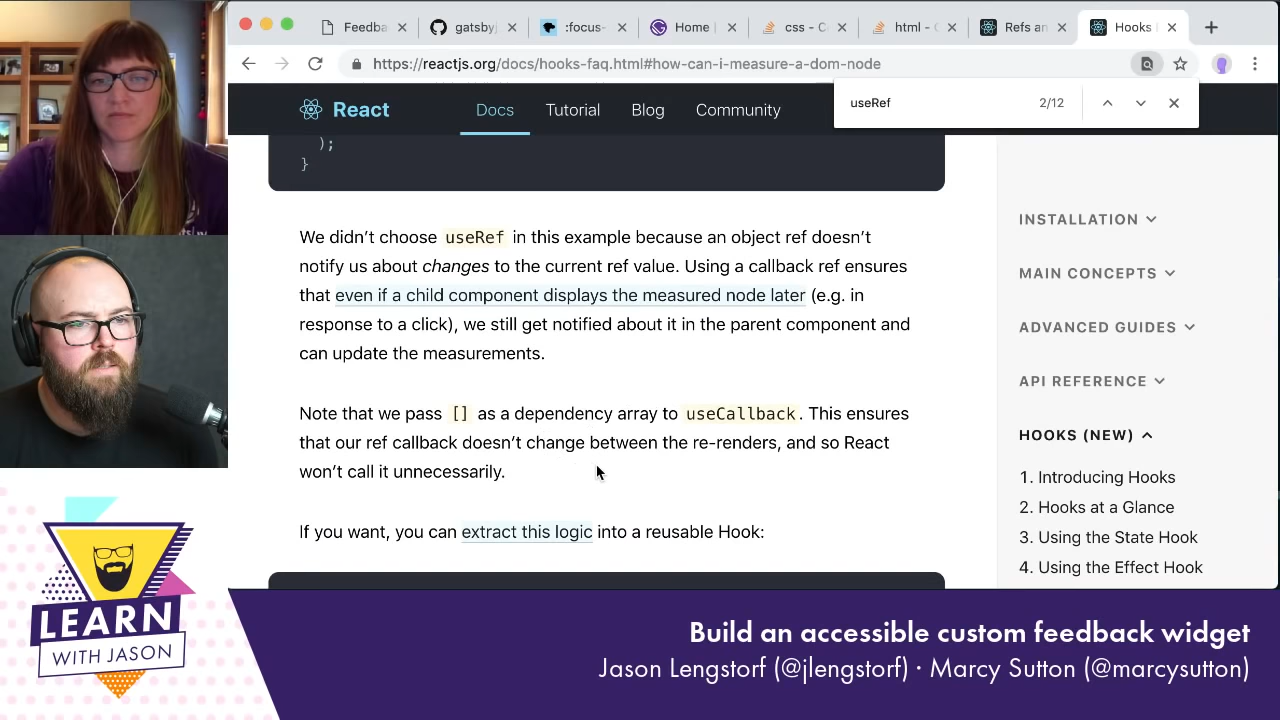 Feedba
gatsbyj
:focus-
Home
css - C
html - C
Refs an
Hooks
https://reactjs.org/docs/hooks-faq.html#how-can-i-measure-a-dom-node
React
Docs
Tutorial
Blog
Community
useRef
2/12
);
}
We didn’t choose useRef in this example because an object ref doesn’t
notify us about changes to the current ref value. Using a callback ref ensures
that even if a child component displays the measured node later (e.g. in
response to a click), we still get notified about it in the parent component and
can update the measurements.
Note that we pass [] as a dependency array to useCallback. This ensures
that our ref callback doesn’t change between the re-renders, and so React
won’t call it unnecessarily.
If you want, you can extract this logic into a reusable Hook:
INSTALLATION
MAIN CONCEPTS
ADVANCED GUIDES
API REFERENCE
HOOKS (NEW)
1. Introducing Hooks
2. Hooks at a Glance
3. Using the State Hook
4. Using the Effect Hook
LEARN
WITH JASON
Build an accessible custom feedback widget
Jason Lengstorf (@jlengstorf) · Marcy Sutton (@marcysutton)